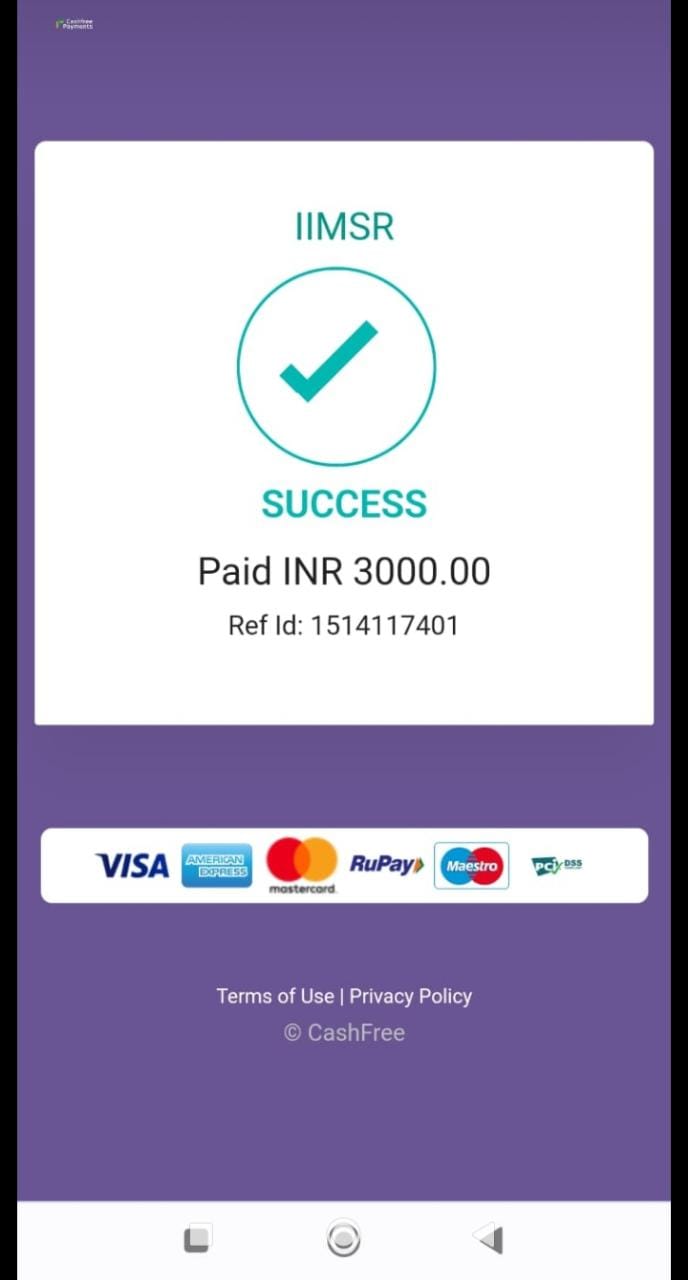 Cashfree
Payments
IIMSR
SUCCESS
Paid INR 3000.00
Ref Id: 1514117401
VISA AMERICAN EXPRESS mastercard. RuPay Maestro PCI DSS
Terms of Use | Privacy Policy
© CashFree